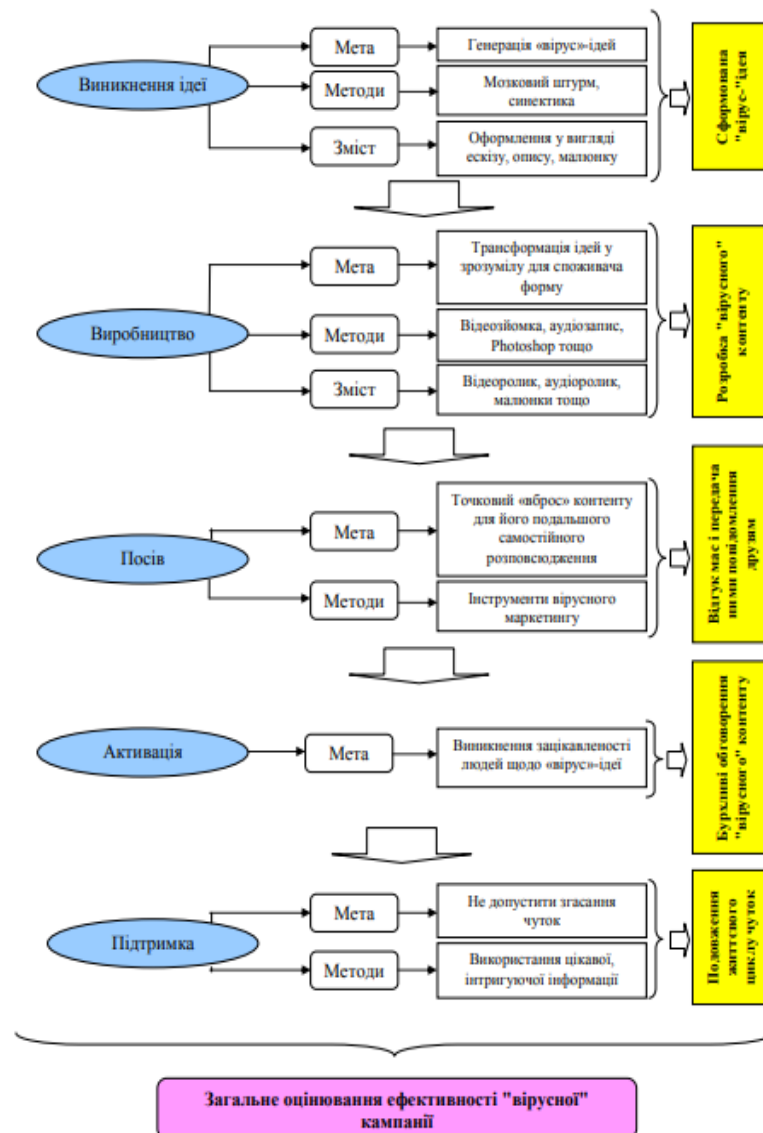 Виникнення ідеї
Мета
Генерація «вірус»-ідей
Методи
Мозковий штурм,
синектика
Зміст
Оформлення у вигляді
ескізу, опису, малюнку
Сформована
"вірус-"ідея
Виробництво
Мета
Трансформація ідей у
зрозумілу для споживача
форму
Методи
Відеозйомка, аудіозапис,
Photoshop тощо
Зміст
Відеоролик, аудіоролик,
малюнки тощо
Розробка "вірусного"
контенту
Посів
Мета
Точковий «вброс» контенту
для його подальшого
самостійного
розповсюдження
Методи
Інструменти вірусного
маркетингу
Відгук мас і передача
ними повідомлення
друзям
Активація
Мета
Виникнення зацікавленості
людей щодо «вірус»-ідеї
Бурхливі обговорення
"вірусного" контенту
Підтримка
Мета
Не допустити згасання
чуток
Методи
Використання цікавої,
інтригуючої інформації
Подовження
життєвого
циклу чуток
Загальне оцінювання ефективності "вірусної"
кампанії